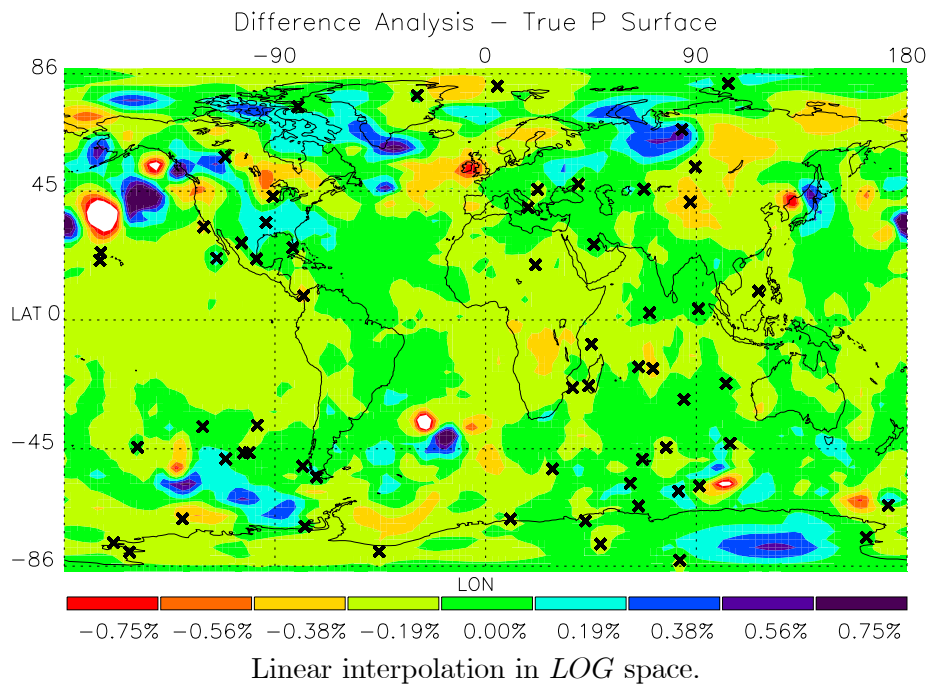 Difference Analysis − True P Surface
−90 0 90 180
86
45
LAT 0
−45
−86
LON
−0.75% −0.56% −0.38% −0.19% 0.00% 0.19% 0.38% 0.56% 0.75%
Linear interpolation in LOG space.